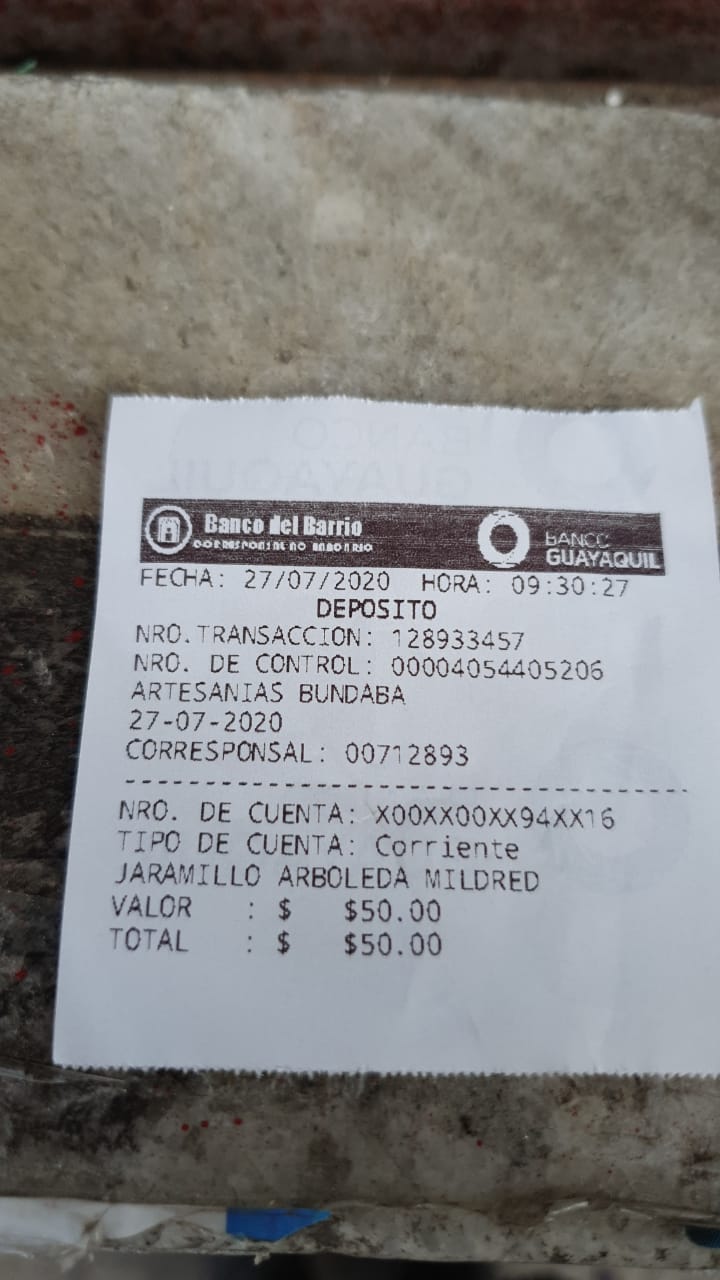 Banco del Barrio
CORRESPONSAL NO BANCARIO
BANCO
GUAYAQUIL
FECHA: 27/07/2020 HORA: 09:30:27
DEPOSITO
NRO.TRANSACCION: 128933457
NRO. DE CONTROL: 00004054405206
ARTESANIAS BUNDABA
27-07-2020
CORRESPONSAL: 00712893
NRO. DE CUENTA: X00XX00XX94XX16
TIPO DE CUENTA: Corriente
JARAMILLO ARBOLEDA MILDRED
VALOR : $ $50.00
TOTAL : $ $50.00